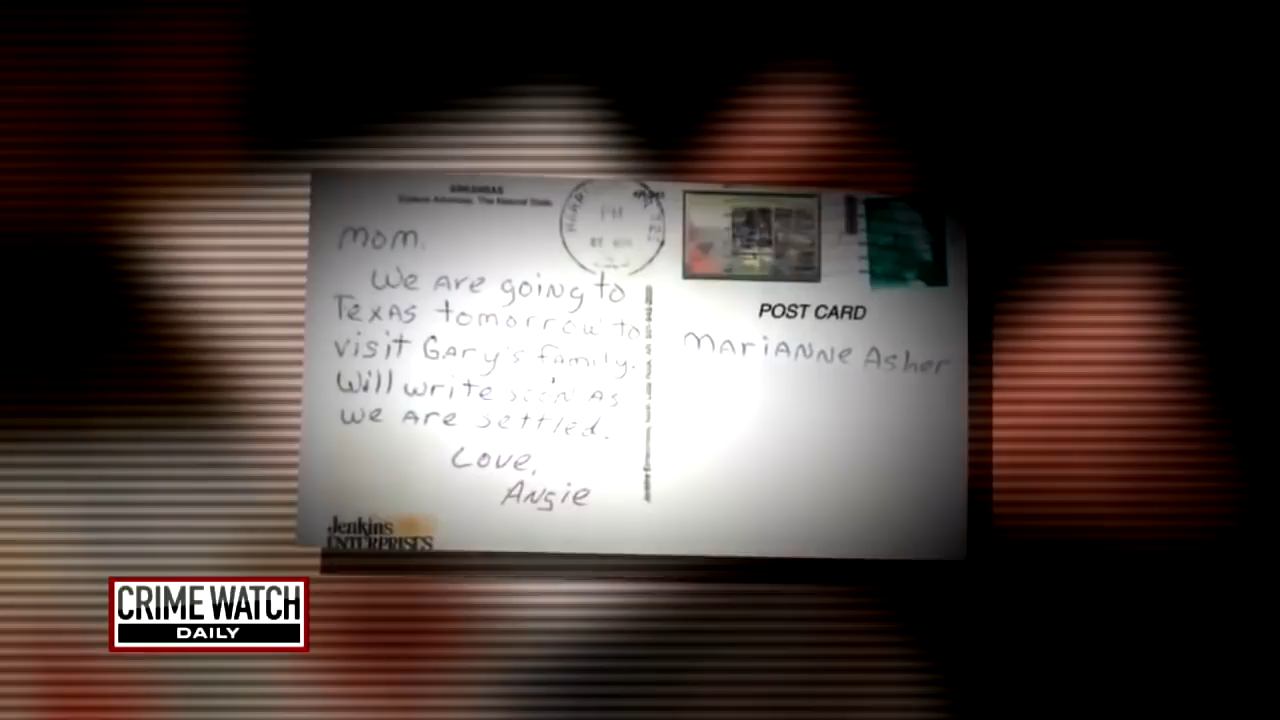 ARKANSAS
Mom.
We are going to
Texas tomorrow to
visit Gary's family.
Will write soon as
we are settled.
Love,
Angie
Jenkins
ENTERPRISES
POST CARD
Marianne Asher
CRIME WATCH
DAILY